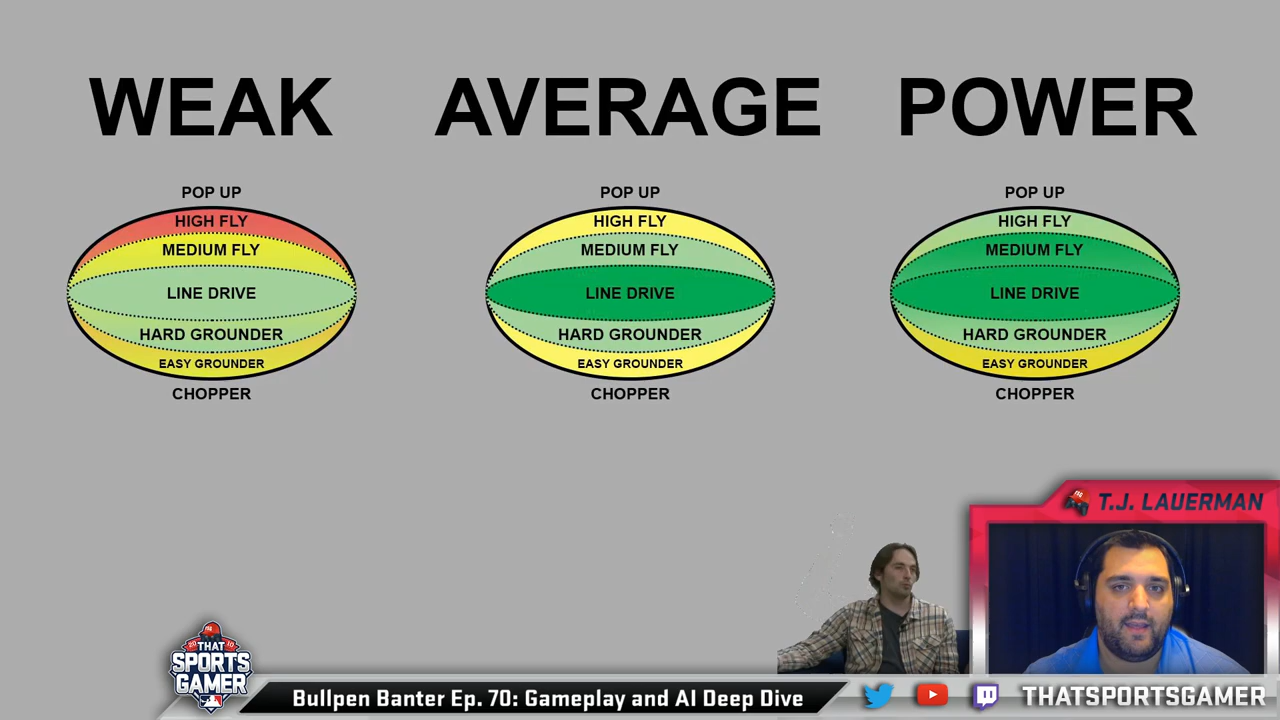 WEAK
AVERAGE
POWER
POP UP
HIGH FLY
MEDIUM FLY
LINE DRIVE
HARD GROUNDER
EASY GROUNDER
CHOPPER
POP UP
HIGH FLY
MEDIUM FLY
LINE DRIVE
HARD GROUNDER
EASY GROUNDER
CHOPPER
POP UP
HIGH FLY
MEDIUM FLY
LINE DRIVE
HARD GROUNDER
EASY GROUNDER
CHOPPER
T.J. LAUERMAN
20 10
THAT
SPORTS
GAMER
Bullpen Banter Ep. 70: Gameplay and AI Deep Dive
THATSPORTSGAMER